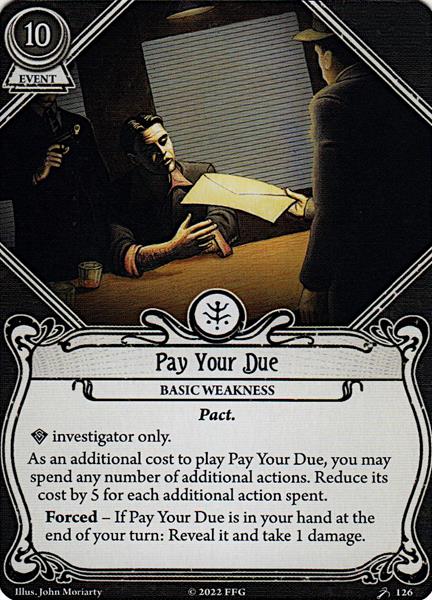 10
EVENT
Pay Your Due
BASIC WEAKNESS
Pact.
investigator only.
As an additional cost to play Pay Your Due, you may
spend any number of additional actions. Reduce its
cost by 5 for each additional action spent.
Forced – If Pay Your Due is in your hand at the
end of your turn: Reveal it and take 1 damage.
Illus. John Moriarty
© 2022 FFG
126